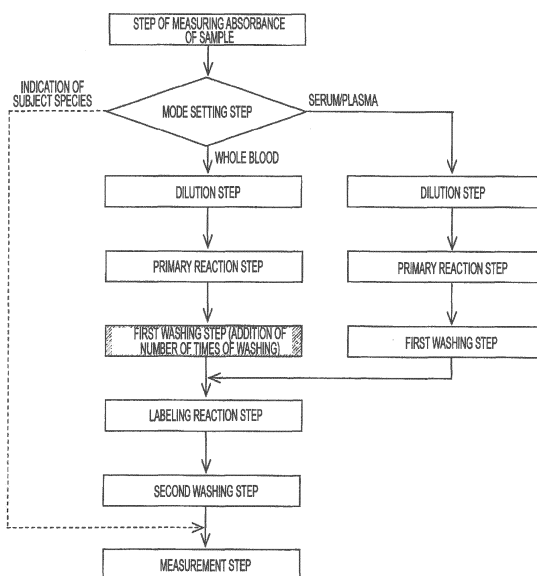 STEP OF MEASURING ABSORBANCE
OF SAMPLE
INDICATION OF
SUBJECT SPECIES
MODE SETTING STEP
SERUM/PLASMA
WHOLE BLOOD
DILUTION STEP
DILUTION STEP
PRIMARY REACTION STEP
PRIMARY REACTION STEP
FIRST WASHING STEP (ADDITION OF
NUMBER OF TIMES OF WASHING)
FIRST WASHING STEP
LABELING REACTION STEP
SECOND WASHING STEP
MEASUREMENT STEP